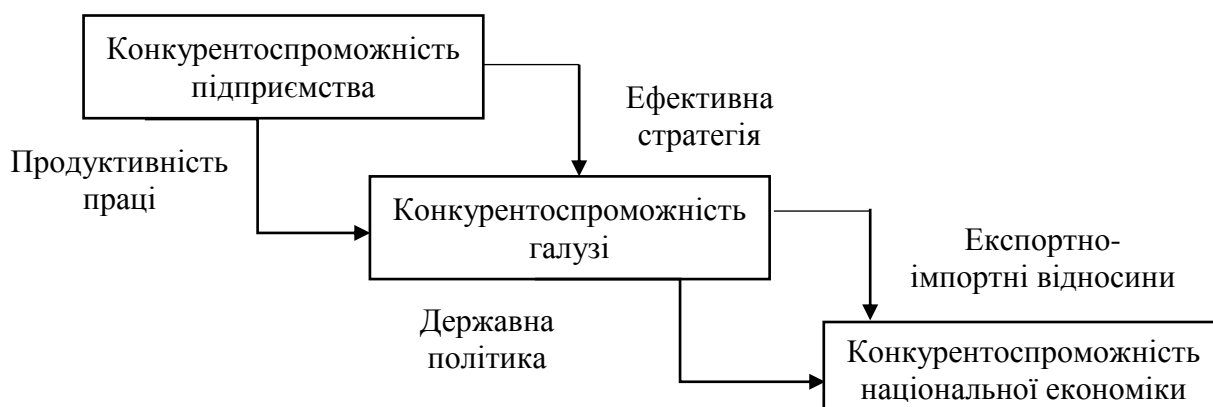 Конкурентоспроможність
підприємства
Ефективна
стратегія
Продуктивність
праці
Конкурентоспроможність
галузі
Експортно-
імпортні відносини
Державна
політика
Конкурентоспроможність
національної економіки